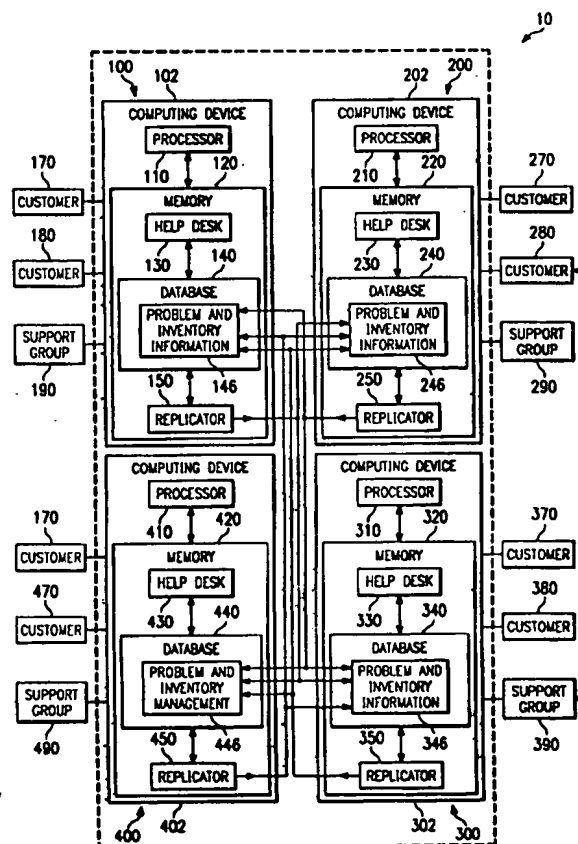 10
100
102
202
200
COMPUTING DEVICE
PROCESSOR
110
120
MEMORY
HELP DESK
130
140
DATABASE
PROBLEM AND
INVENTORY
INFORMATION
150
146
REPLICATOR
170
CUSTOMER
180
CUSTOMER
SUPPORT
GROUP
190
COMPUTING DEVICE
PROCESSOR
210
220
MEMORY
HELP DESK
230
240
DATABASE
PROBLEM AND
INVENTORY
INFORMATION
250
246
REPLICATOR
270
CUSTOMER
280
CUSTOMER
SUPPORT
GROUP
290
COMPUTING DEVICE
PROCESSOR
410
420
MEMORY
HELP DESK
430
440
DATABASE
PROBLEM AND
INVENTORY
MANAGEMENT
450
446
REPLICATOR
400
402
170
CUSTOMER
470
CUSTOMER
SUPPORT
GROUP
490
COMPUTING DEVICE
PROCESSOR
310
320
MEMORY
HELP DESK
330
340
DATABASE
PROBLEM AND
INVENTORY
INFORMATION
350
346
REPLICATOR
302
300
370
CUSTOMER
380
CUSTOMER
SUPPORT
GROUP
390